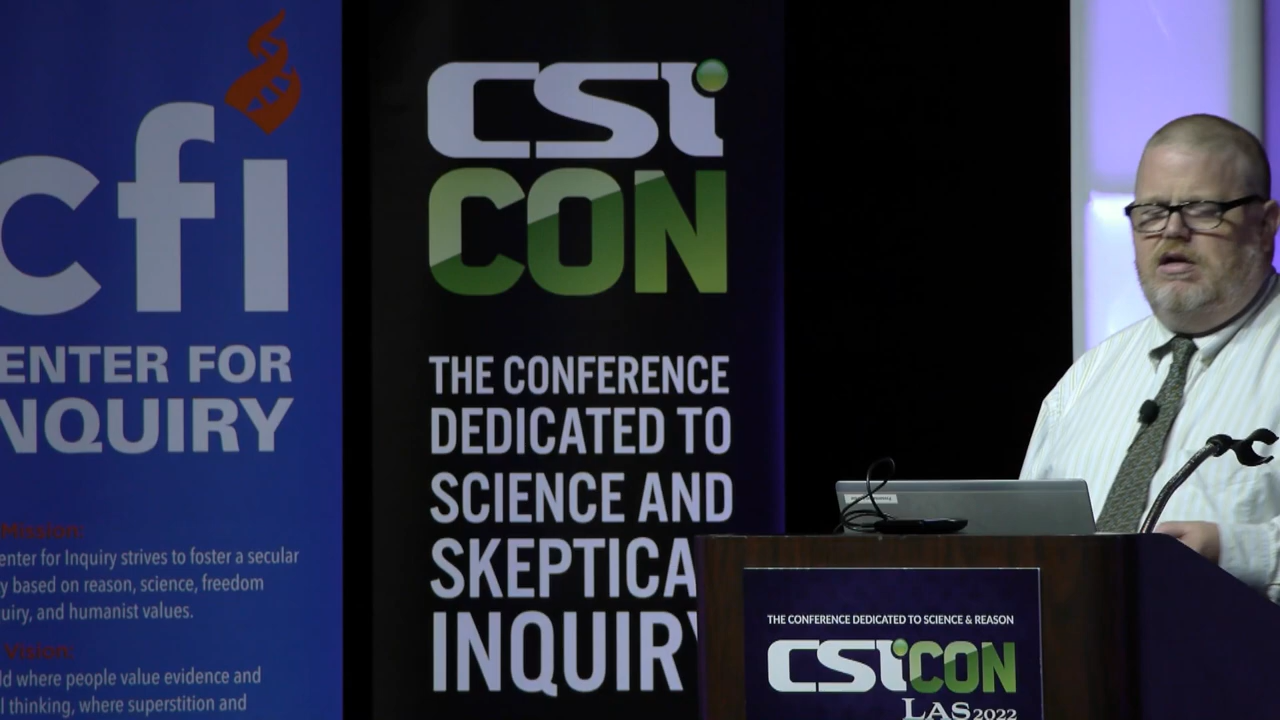 cfi
ENTER FOR
NQUIRY
Mission:
enter for Inquiry strives to foster a secular
y based on reason, science, freedom
uiry, and humanist values.
Vision:
ld where people value evidence and
l thinking, where superstition and
CSI
CON
THE CONFERENCE
DEDICATED TO
SCIENCE AND
SKEPTICA
INQUIRY
THE CONFERENCE DEDICATED TO SCIENCE & REASON
CSICON
LAS 2022